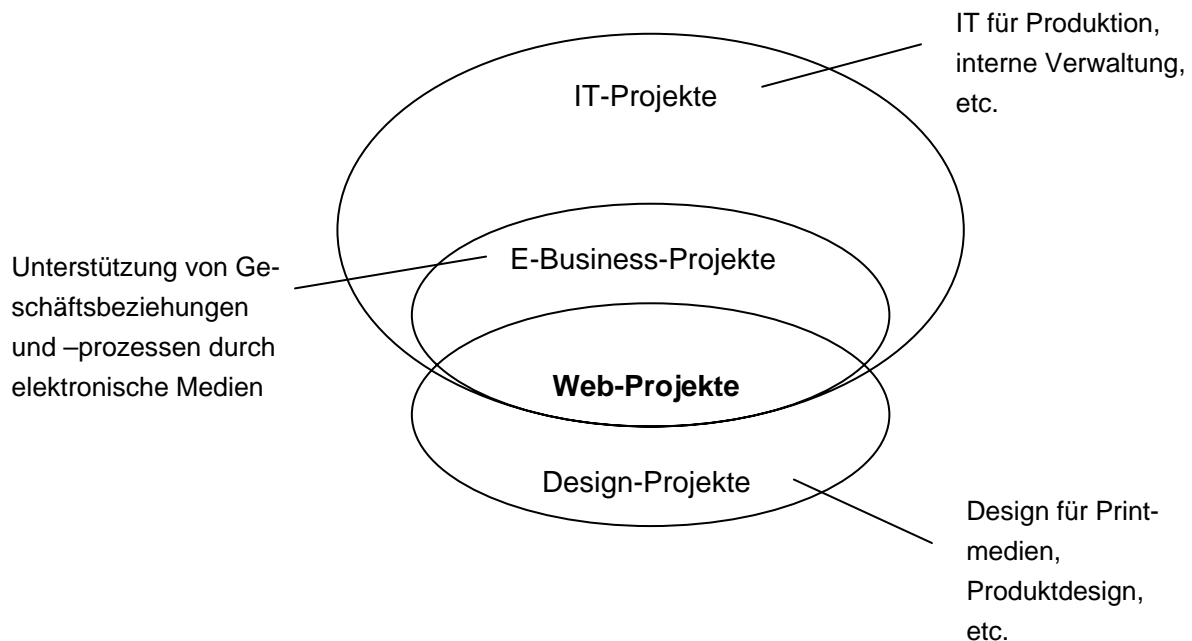 IT für Produktion,
interne Verwaltung,
etc.
IT-Projekte
E-Business-Projekte
Unterstützung von Ge-
schäftsbeziehungen
und –prozessen durch
elektronische Medien
Web-Projekte
Design-Projekte
Design für Print-
medien,
Produktdesign,
etc.